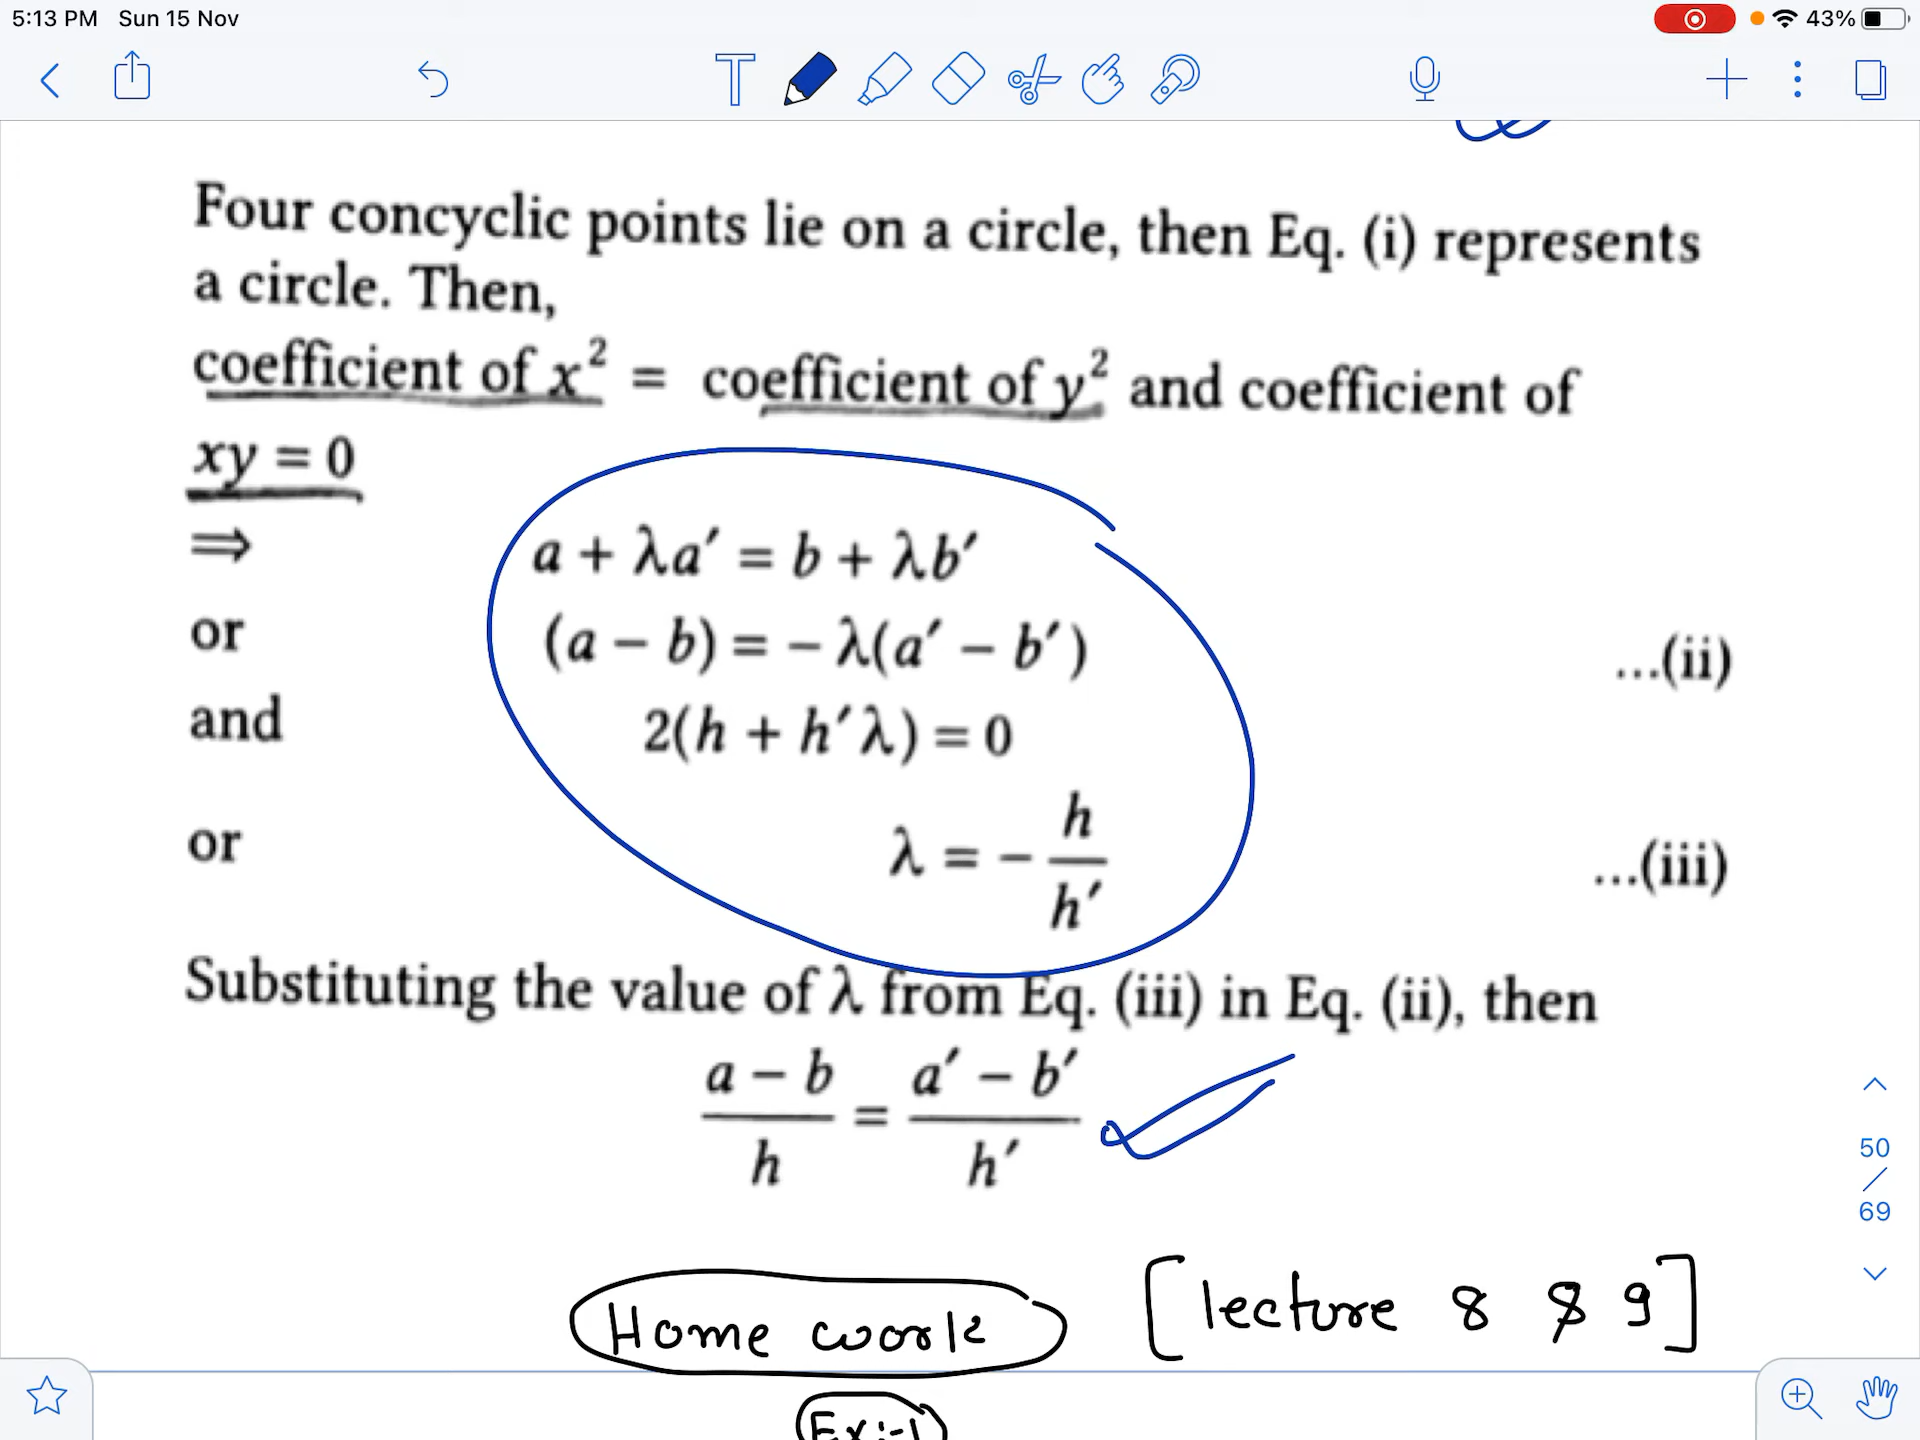 5:13 PM Sun 15 Nov 43%
Four concyclic points lie on a circle, then Eq. (i) represents
a circle. Then,
coefficient of x² = coefficient of y² and coefficient of
xy = 0
⇒ a + λa′ = b + λb′
or (a − b) = − λ(a′ − b′) ...(ii)
and 2(h + h′λ) = 0
or λ = − h/h′ ...(iii)
Substituting the value of λ from Eq. (iii) in Eq. (ii), then
(a − b)/h = (a′ − b′)/h′
50
/
69
Home work [lecture 8 & 9]
Ex:-1